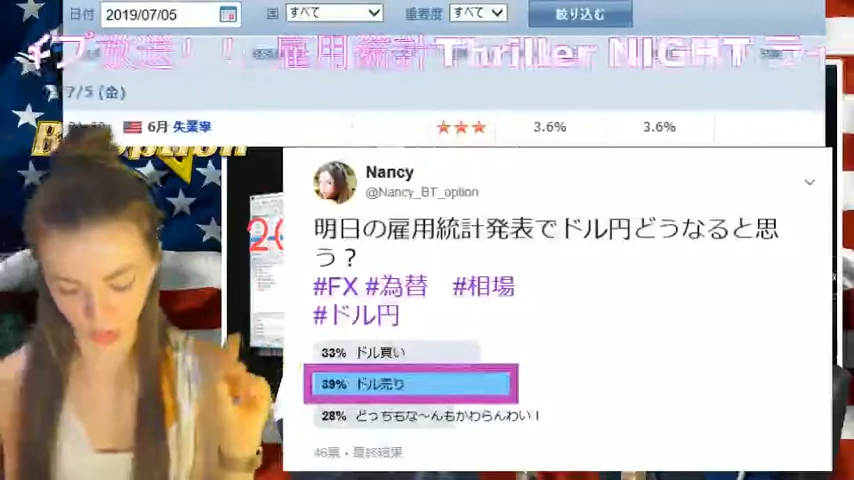 日付 2019/07/05 国 すべて 重要度 すべて 絞り込む
イブ放送！！ 雇用統計Thriller NIGHT ラ
7/5 (金)
6月 失業率 ★★★ 3.6% 3.6%
Nancy
@Nancy_BT_option
明日の雇用統計発表でドル円どうなると思
う？
#FX #為替 #相場
#ドル円
33% ドル買い
39% ドル売り
28% どっちもな～んもかわらんわい！
46票・最終結果